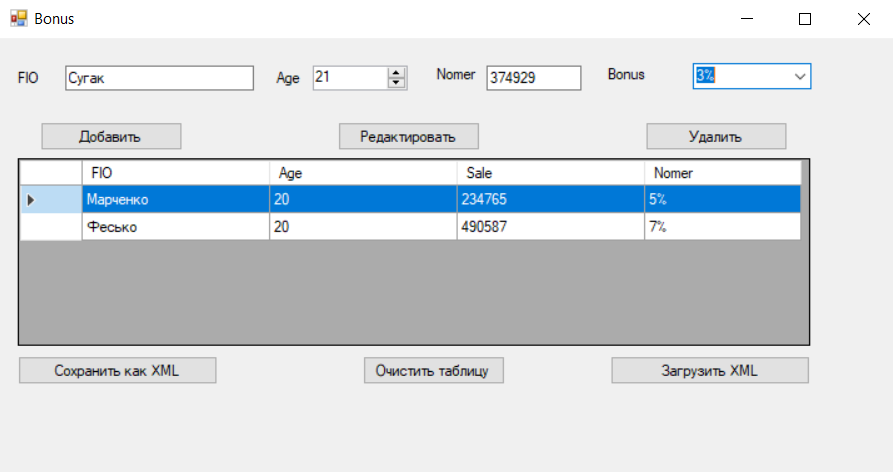 Bonus
FIO Сугак Age 21 Nomer 374929 Bonus 3%
Добавить Редактировать Удалить
FIO Age Sale Nomer
Марченко 20 234765 5%
Фесько 20 490587 7%
Сохранить как XML Очистить таблицу Загрузить XML